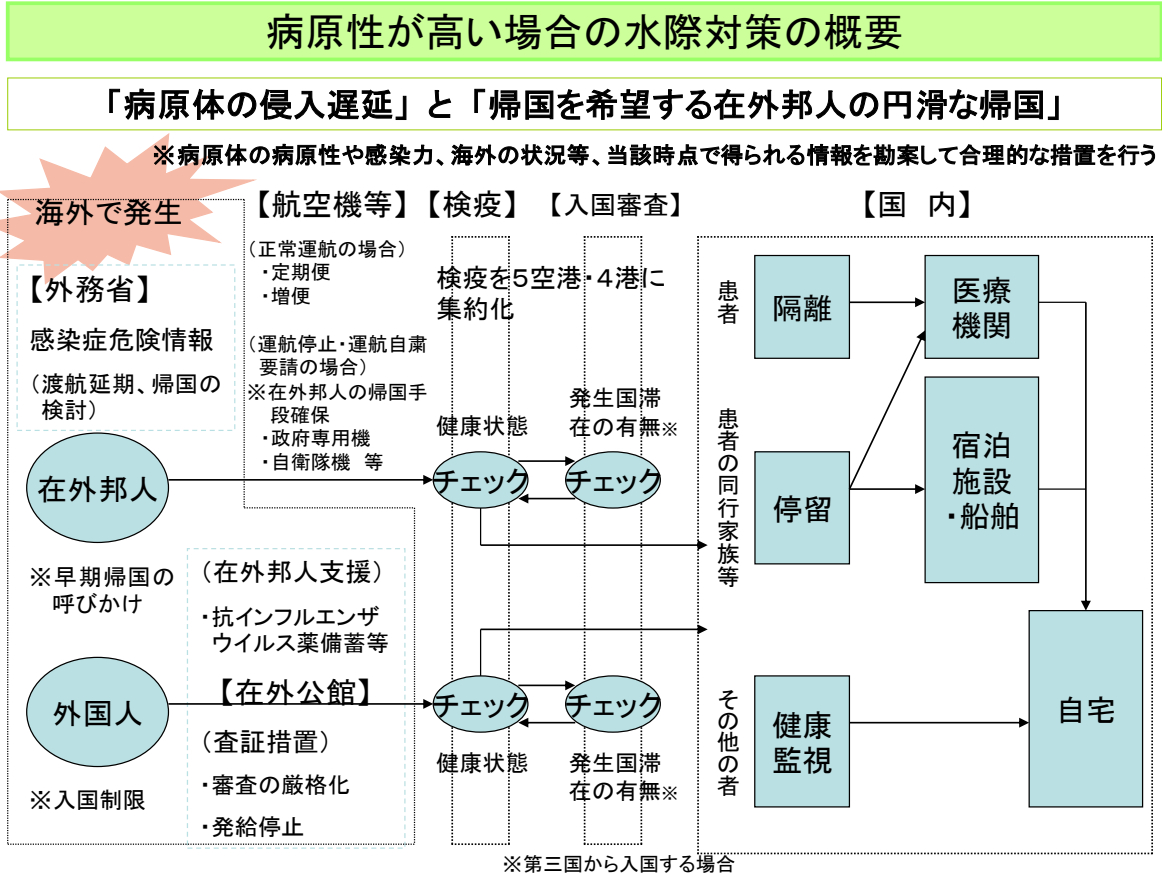 病原性が高い場合の水際対策の概要
「病原体の侵入遅延」と「帰国を希望する在外邦人の円滑な帰国」
※病原体の病原性や感染力、海外の状況等、当該時点で得られる情報を勘案して合理的な措置を行う
海外で発生
【外務省】
感染症危険情報
（渡航延期、帰国の
検討）
在外邦人
※早期帰国の
呼びかけ
外国人
※入国制限
（在外邦人支援）
・抗インフルエンザ
ウイルス薬備蓄等
【在外公館】
（査証措置）
・審査の厳格化
・発給停止
【航空機等】
（正常運航の場合）
・定期便
・増便
（運航停止・運航自粛
要請の場合）
※在外邦人の帰国手
段確保
・政府専用機
・自衛隊機　等
【検疫】
【入国審査】
検疫を５空港・４港に
集約化
健康状態
チェック
発生国滞
在の有無※
チェック
チェック
健康状態
チェック
発生国滞
在の有無※
※第三国から入国する場合
【国　内】
患者
隔離
医療
機関
患者の同行家族等
停留
宿泊
施設
・船舶
その他の者
健康
監視
自宅